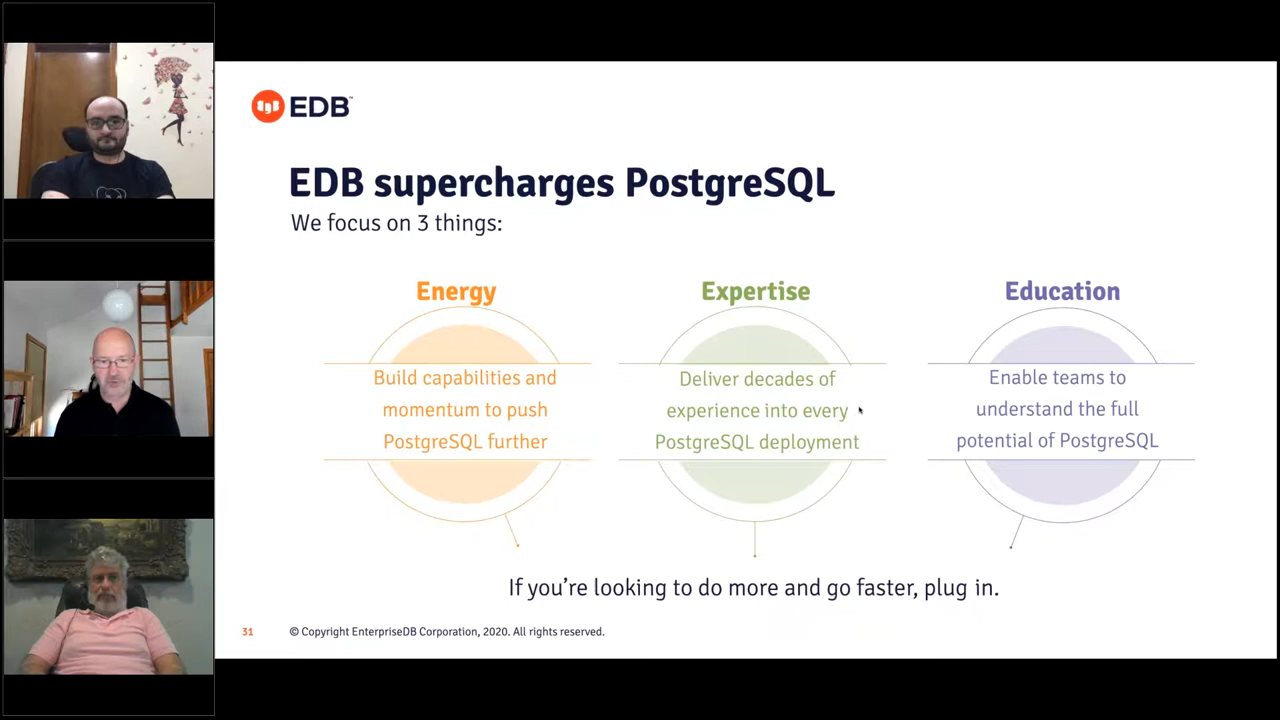 EDB™
EDB supercharges PostgreSQL
We focus on 3 things:
Energy
Build capabilities and
momentum to push
PostgreSQL further
Expertise
Deliver decades of
experience into every
PostgreSQL deployment
Education
Enable teams to
understand the full
potential of PostgreSQL
If you’re looking to do more and go faster, plug in.
31
© Copyright EnterpriseDB Corporation, 2020. All rights reserved.